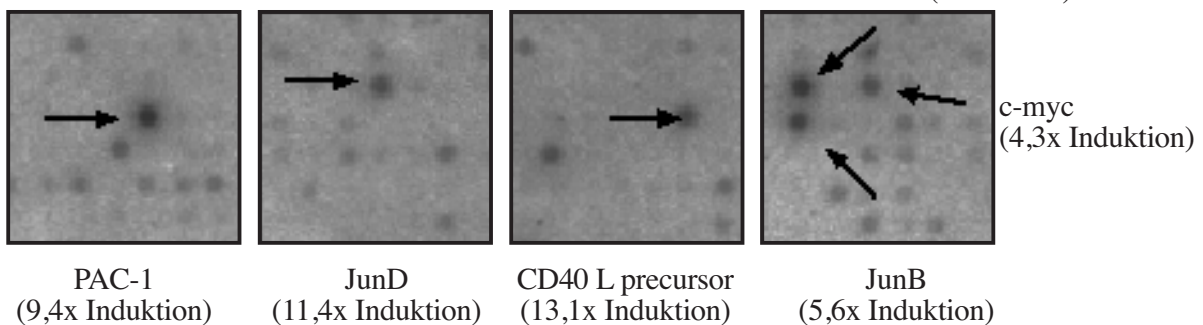 c-myc
(4,3x Induktion)
PAC-1
(9,4x Induktion)
JunD
(11,4x Induktion)
CD40 L precursor
(13,1x Induktion)
JunB
(5,6x Induktion)